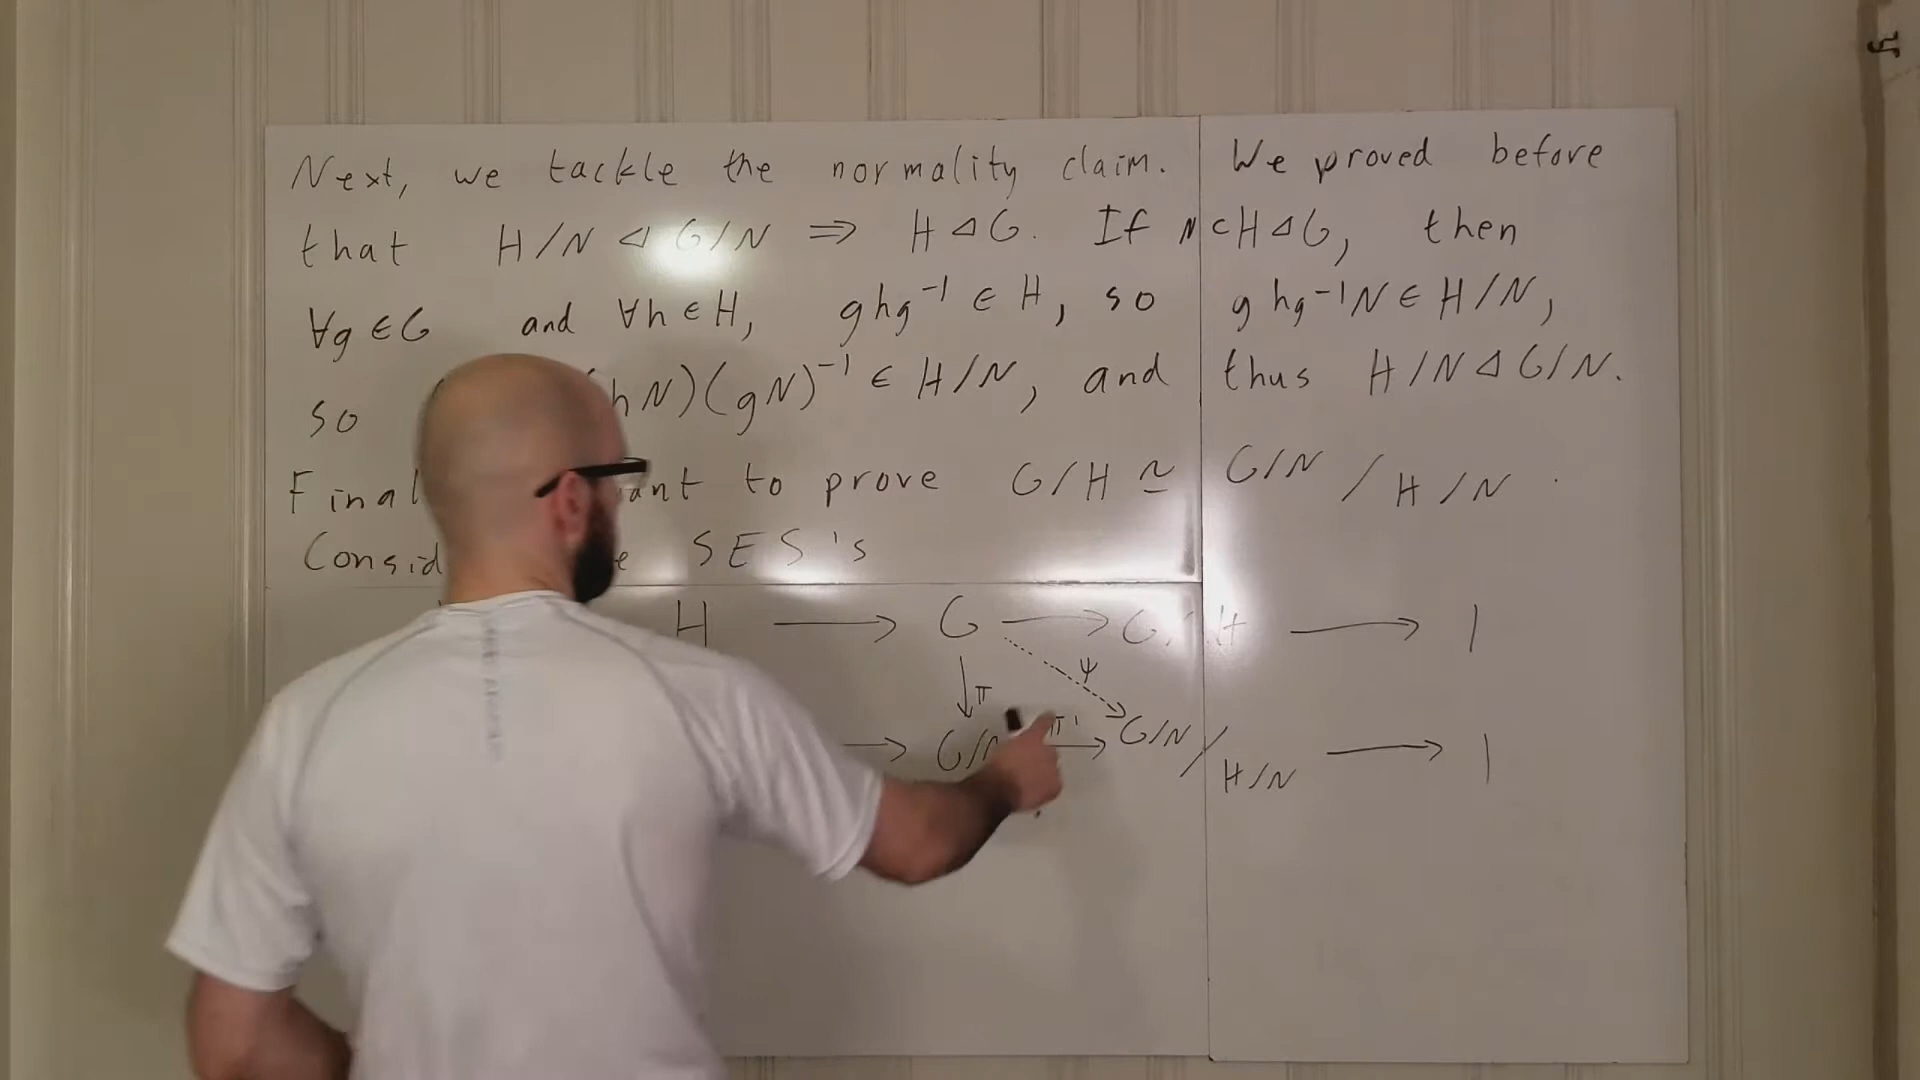 Next, we tackle the normality claim. We proved before
that H/N ⊲ G/N ⇒ H ⊲ G. If N ⊂ H ⊲ G, then
∀g ∈ G and ∀h ∈ H, ghg⁻¹ ∈ H, so ghg⁻¹N ∈ H/N,
so hN)(gN)⁻¹ ∈ H/N, and thus H/N ⊲ G/N.
Final ant to prove G/H ≃ G/N / H/N.
Consid e SES's
H → G → G/H → 1
ψ
↓ π
→ G/N π' → G/N / H/N → 1